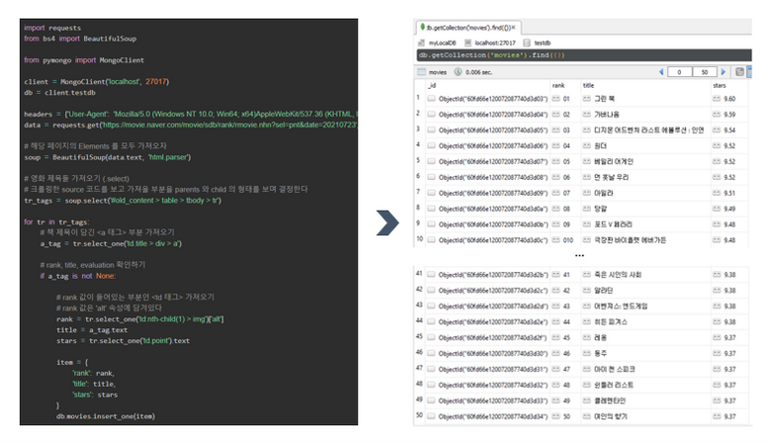 import requests
from bs4 import BeautifulSoup
from pymongo import MongoClient
client = MongoClient('localhost', 27017)
db = client.testdb
headers = {'User-Agent': 'Mozilla/5.0 (Windows NT 10.0; Win64; x64)AppleWebKit/537.36 (KHTML, l
data = requests.get('https://movie.naver.com/movie/sdb/rank/rmovie.nhn?sel=pnt&date=20210723'
# 해당 페이지의 Elements 를 모두 가져오자
soup = BeautifulSoup(data.text, 'html.parser')
# 영화 제목을 가져오기 (.select)
# 크롤링한 source 코드를 보고 가져올 부분을 parents 와 child 의 형태를 보며 결정한다
tr_tags = soup.select('#old_content > table > tbody > tr')
for tr in tr_tags:
# 책 제목이 담긴 <a 태그> 부분 가져오기
a_tag = tr.select_one('td.title > div > a')
# rank, title, evaluation 확인하기
if a_tag is not None:
# rank 값이 들어있는 부분인 <td 태그> 가져오기
# rank 값은 'alt' 속성에 담겨있다
rank = tr.select_one('td:nth-child(1) > img')['alt']
title = a_tag.text
stars = tr.select_one('td.point').text
item = {
'rank': rank,
'title': title,
'stars': stars
}
db.movies.insert_one(item)
db.getCollection('movies').find({})
myLocalDB localhost:27017 testdb
db.getCollection('movies').find({})
movies 0.006 sec. 0 50
_id rank title stars
1 ObjectId("60fd66e120072087740d3d03") 01 그린 북 9.60
2 ObjectId("60fd66e120072087740d3d04") 02 가버나움 9.59
3 ObjectId("60fd66e120072087740d3d05") 03 디지몬 어드벤처 라스트 에볼루션 : 인연 9.54
4 ObjectId("60fd66e120072087740d3d06") 04 원더 9.52
5 ObjectId("60fd66e120072087740d3d07") 05 베일리 어게인 9.52
6 ObjectId("60fd66e120072087740d3d08") 06 먼 훗날 우리 9.52
7 ObjectId("60fd66e120072087740d3d09") 07 아일라 9.51
8 ObjectId("60fd66e120072087740d3d0a") 08 당갈 9.49
9 ObjectId("60fd66e120072087740d3d0b") 09 포드 V 페라리 9.48
10 ObjectId("60fd66e120072087740d3d0c") 010 극장판 바이올렛 에버가든 9.48
...
41 ObjectId("60fd66e120072087740d3d2b") 41 죽은 시인의 사회 9.38
42 ObjectId("60fd66e120072087740d3d2c") 42 알라딘 9.38
43 ObjectId("60fd66e120072087740d3d2d") 43 어벤져스: 엔드게임 9.38
44 ObjectId("60fd66e120072087740d3d2e") 44 히든 피겨스 9.38
45 ObjectId("60fd66e120072087740d3d2f") 45 레옹 9.37
46 ObjectId("60fd66e120072087740d3d30") 46 동주 9.37
47 ObjectId("60fd66e120072087740d3d31") 47 아이 캔 스피크 9.37
48 ObjectId("60fd66e120072087740d3d32") 48 쉰들러 리스트 9.37
49 ObjectId("60fd66e120072087740d3d33") 49 클레멘타인 9.37
50 ObjectId("60fd66e120072087740d3d34") 50 여인의 향기 9.37